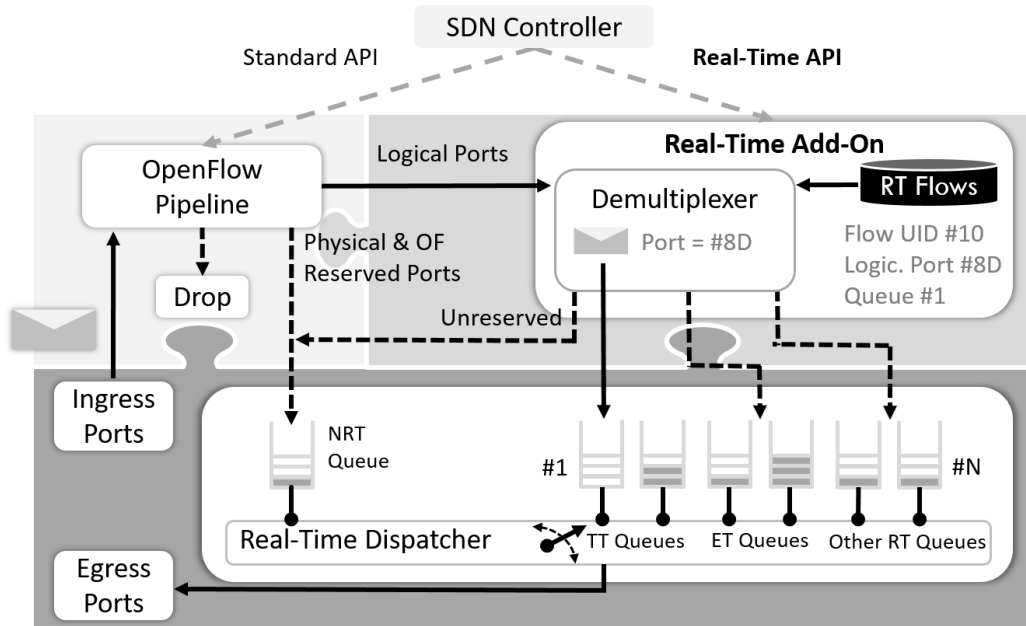 SDN Controller
Standard API
Real-Time API
OpenFlow
Pipeline
Logical Ports
Real-Time Add-On
Demultiplexer
Port = #8D
RT Flows
Flow UID #10
Logic. Port #8D
Queue #1
Physical & OF
Reserved Ports
Drop
Unreserved
Ingress
Ports
NRT
Queue
#1
#N
Real-Time Dispatcher
TT Queues
ET Queues
Other RT Queues
Egress
Ports